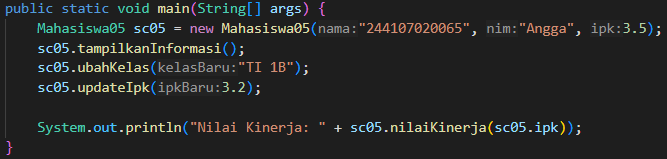 public static void main(String[] args) {
    Mahasiswa05 sc05 = new Mahasiswa05(nama:"244107020065", nim:"Angga", ipk:3.5);
    sc05.tampilkanInformasi();
    sc05.ubahKelas(kelasBaru:"TI 1B");
    sc05.updateIpk(ipkBaru:3.2);

    System.out.println("Nilai Kinerja: " + sc05.nilaiKinerja(sc05.ipk));
}